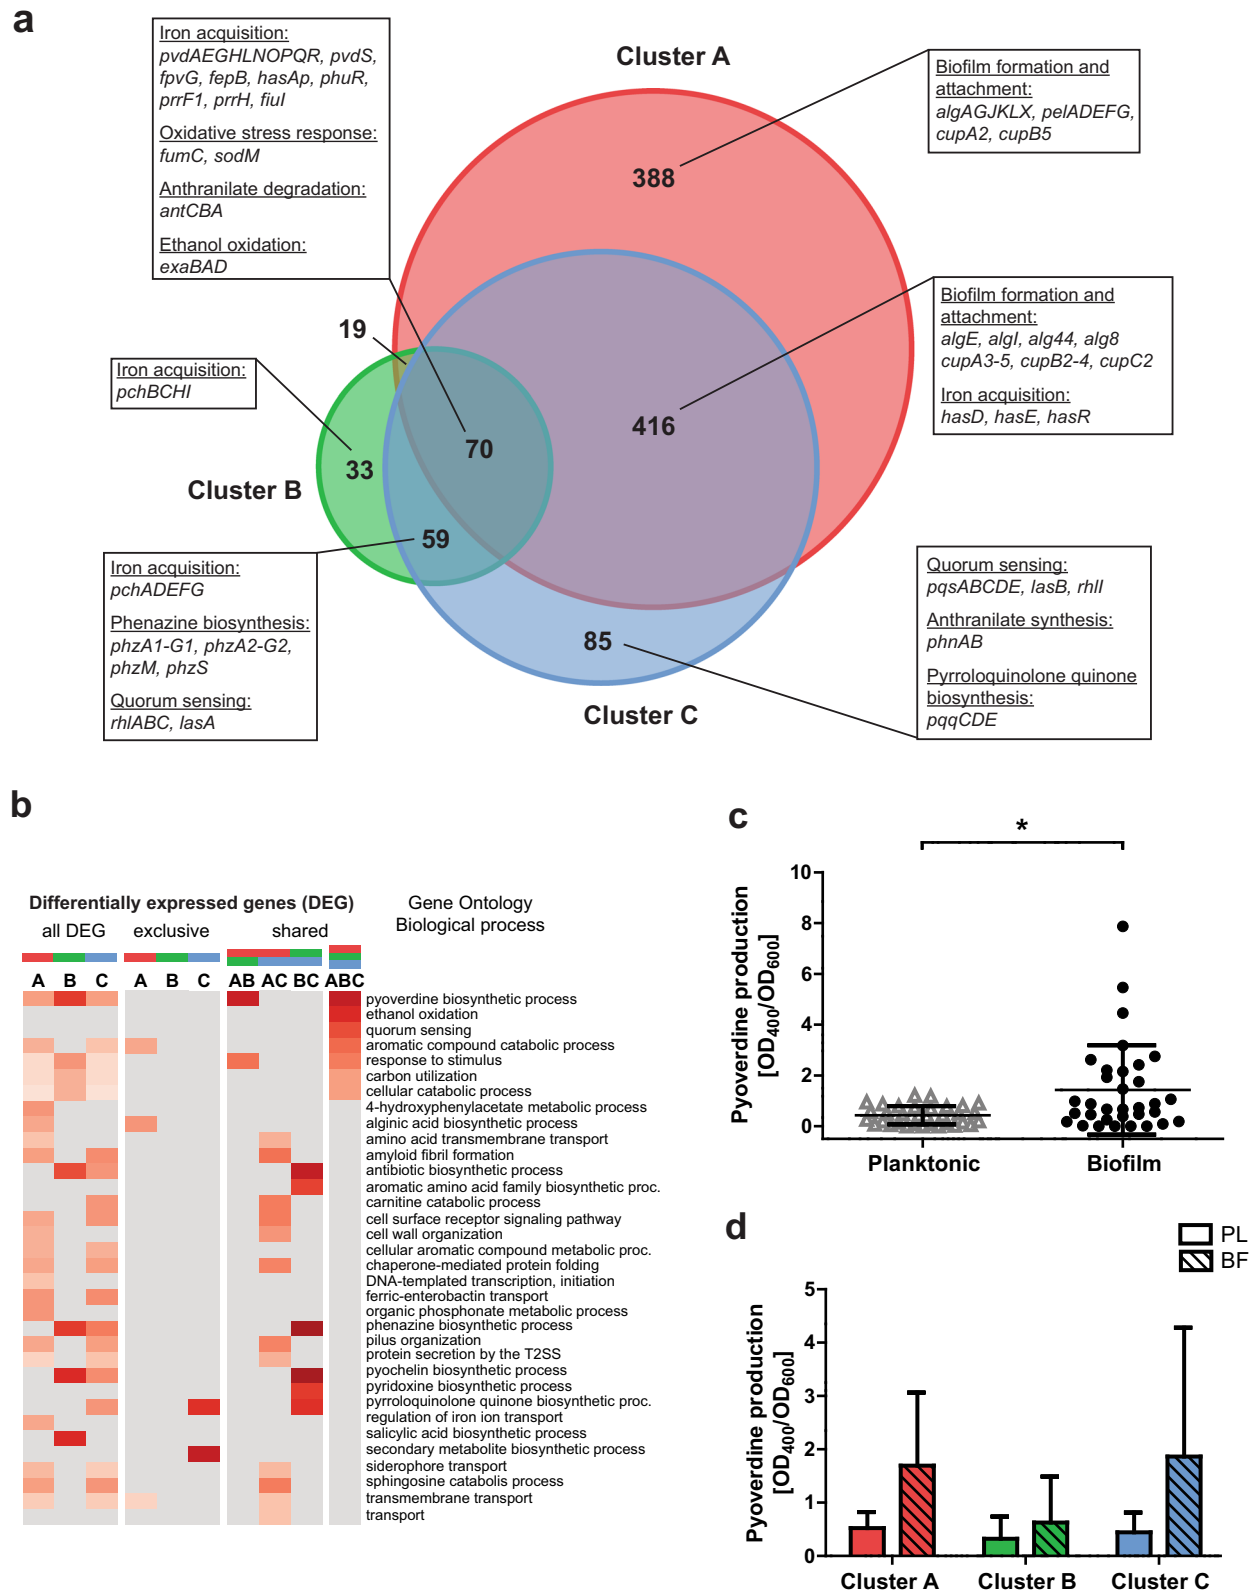 a
Iron acquisition:
pvdAEGHLNOPQR, pvdS,
fpvG, fepB, hasAp, phuR,
prrF1, prrH, fiuI
Oxidative stress response:
fumC, sodM
Anthranilate degradation:
antCBA
Ethanol oxidation:
exaBAD
Cluster A
Biofilm formation and
attachment:
algAGJKLX, pelADEFG,
cupA2, cupB5
388
Biofilm formation and
attachment:
algE, algI, alg44, alg8
cupA3-5, cupB2-4, cupC2
Iron acquisition:
hasD, hasE, hasR
19
Iron acquisition:
pchBCHI
416
70
33
Cluster B
59
Iron acquisition:
pchADEFG
Phenazine biosynthesis:
phzA1-G1, phzA2-G2,
phzM, phzS
Quorum sensing:
rhlABC, lasA
Quorum sensing:
pqsABCDE, lasB, rhlI
Anthranilate synthesis:
phnAB
Pyrroloquinolone quinone
biosynthesis:
pqqCDE
85
Cluster C
b
Differentially expressed genes (DEG)
all DEG exclusive shared
Gene Ontology
Biological process
A B C A B C AB AC BC ABC
pyoverdine biosynthetic process
ethanol oxidation
quorum sensing
aromatic compound catabolic process
response to stimulus
carbon utilization
cellular catabolic process
4-hydroxyphenylacetate metabolic process
alginic acid biosynthetic process
amino acid transmembrane transport
amyloid fibril formation
antibiotic biosynthetic process
aromatic amino acid family biosynthetic proc.
carnitine catabolic process
cell surface receptor signaling pathway
cell wall organization
cellular aromatic compound metabolic proc.
chaperone-mediated protein folding
DNA-templated transcription, initiation
ferric-enterobactin transport
organic phosphonate metabolic process
phenazine biosynthetic process
pilus organization
protein secretion by the T2SS
pyochelin biosynthetic process
pyridoxine biosynthetic process
pyrroloquinolone quinone biosynthetic proc.
regulation of iron ion transport
salicylic acid biosynthetic process
secondary metabolite biosynthetic process
siderophore transport
sphingosine catabolis process
transmembrane transport
transport
c
*
Pyoverdine production
[OD400/OD600]
10
8
6
4
2
0
Planktonic Biofilm
d
PL
BF
Pyoverdine production
[OD400/OD600]
5
4
3
2
1
0
Cluster A Cluster B Cluster C